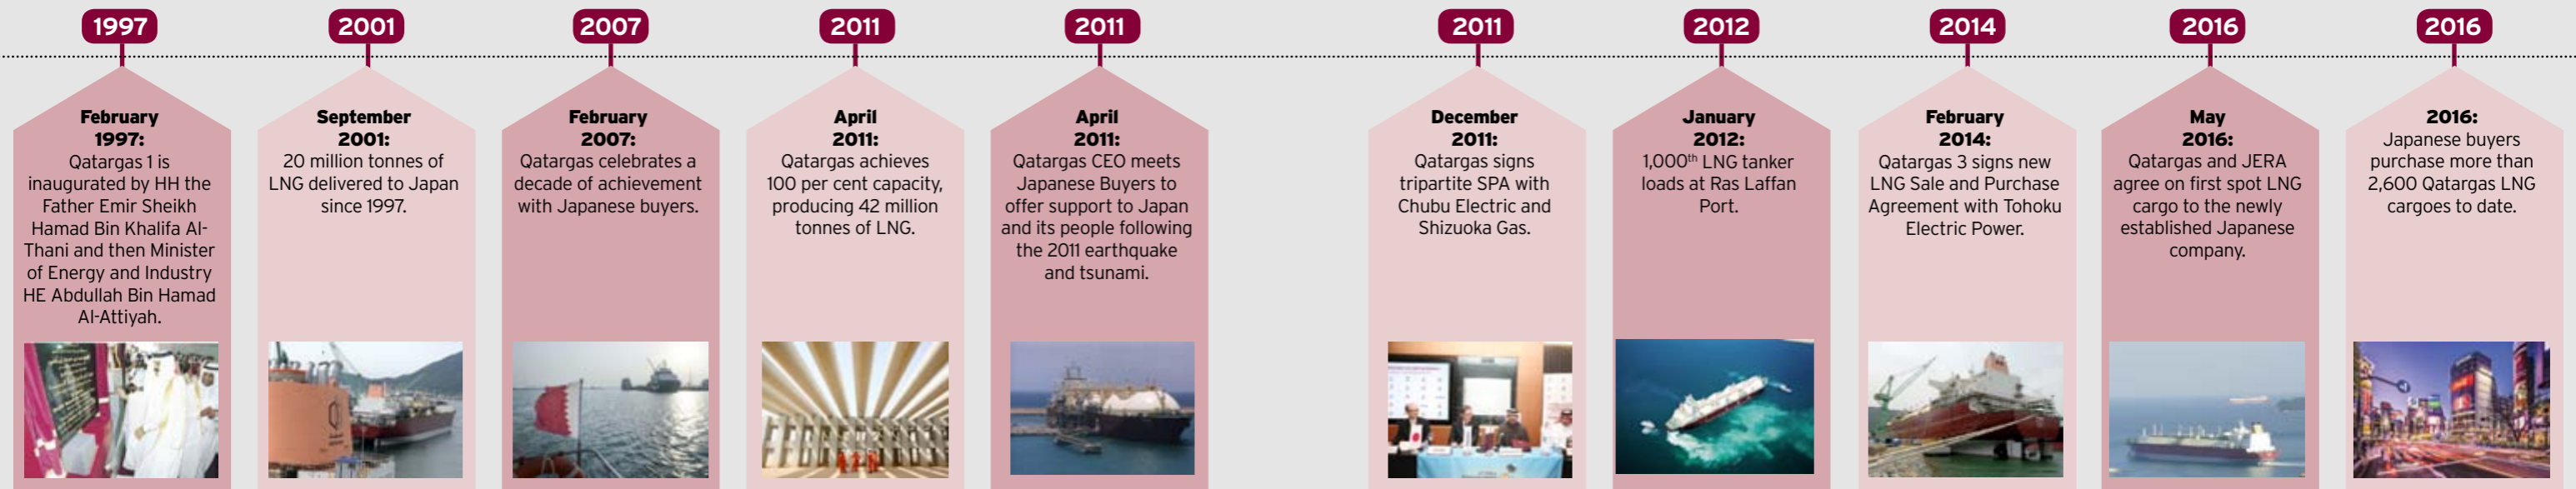 1997
February
1997:
Qatargas 1 is
inaugurated by HH the
Father Emir Sheikh
Hamad Bin Khalifa Al-
Thani and then Minister
of Energy and Industry
HE Abdullah Bin Hamad
Al-Attiyah.
2001
September
2001:
20 million tonnes of
LNG delivered to Japan
since 1997.
2007
February
2007:
Qatargas celebrates a
decade of achievement
with Japanese buyers.
2011
April
2011:
Qatargas achieves
100 per cent capacity,
producing 42 million
tonnes of LNG.
2011
April
2011:
Qatargas CEO meets
Japanese Buyers to
offer support to Japan
and its people following
the 2011 earthquake
and tsunami.
2011
December
2011:
Qatargas signs
tripartite SPA with
Chubu Electric and
Shizuoka Gas.
2012
January
2012:
1,000th LNG tanker
loads at Ras Laffan
Port.
2014
February
2014:
Qatargas 3 signs new
LNG Sale and Purchase
Agreement with Tohoku
Electric Power.
2016
May
2016:
Qatargas and JERA
agree on first spot LNG
cargo to the newly
established Japanese
company.
2016
2016:
Japanese buyers
purchase more than
2,600 Qatargas LNG
cargoes to date.